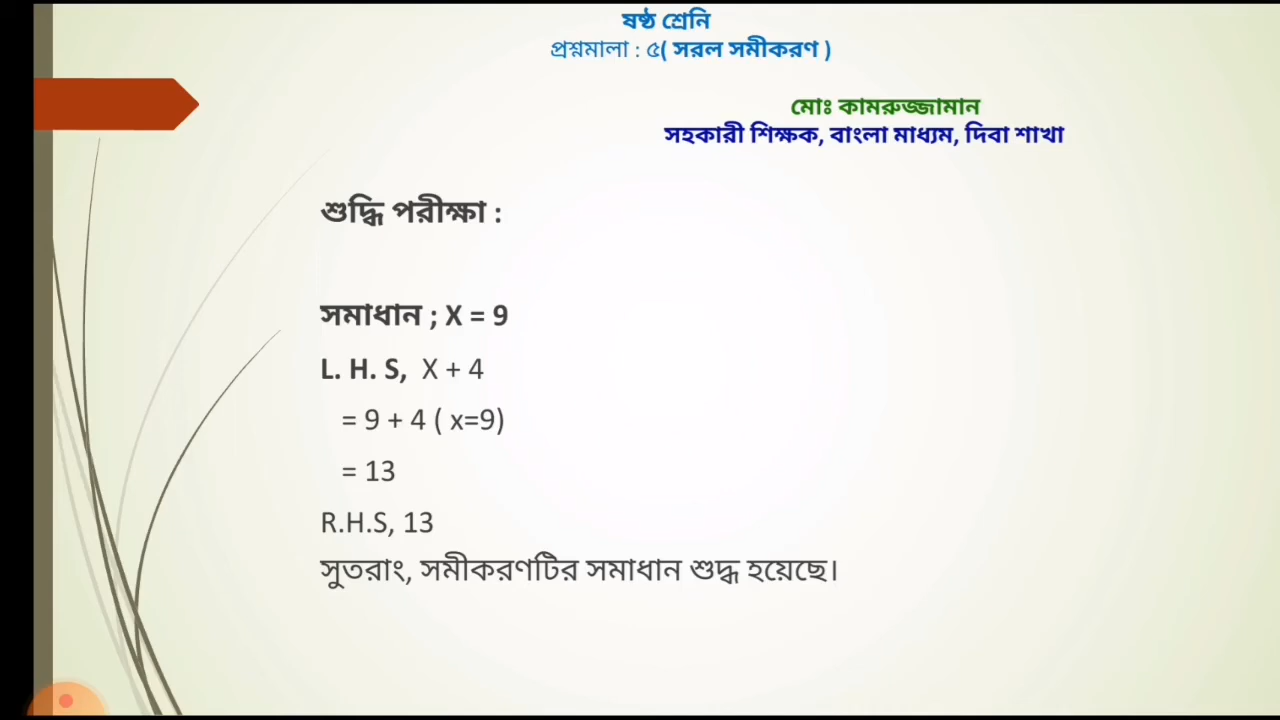 ষষ্ঠ শ্রেনি
প্রশ্নমালা : ৫( সরল সমীকরণ )
মোঃ কামরুজ্জামান
সহকারী শিক্ষক, বাংলা মাধ্যম, দিবা শাখা
শুদ্ধি পরীক্ষা :
সমাধান ; X = 9
L. H. S, X + 4
= 9 + 4 ( x=9)
= 13
R.H.S, 13
সুতরাং, সমীকরণটির সমাধান শুদ্ধ হয়েছে।